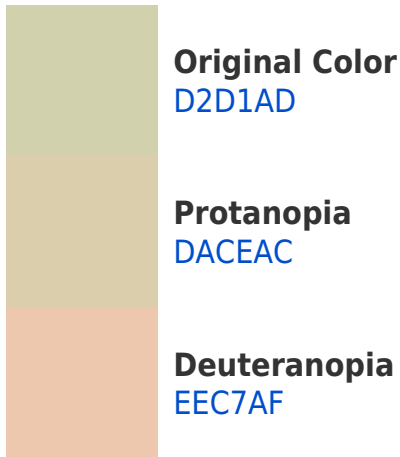 Original Color
D2D1AD
Protanopia
DACEAC
Deuteranopia
EEC7AF